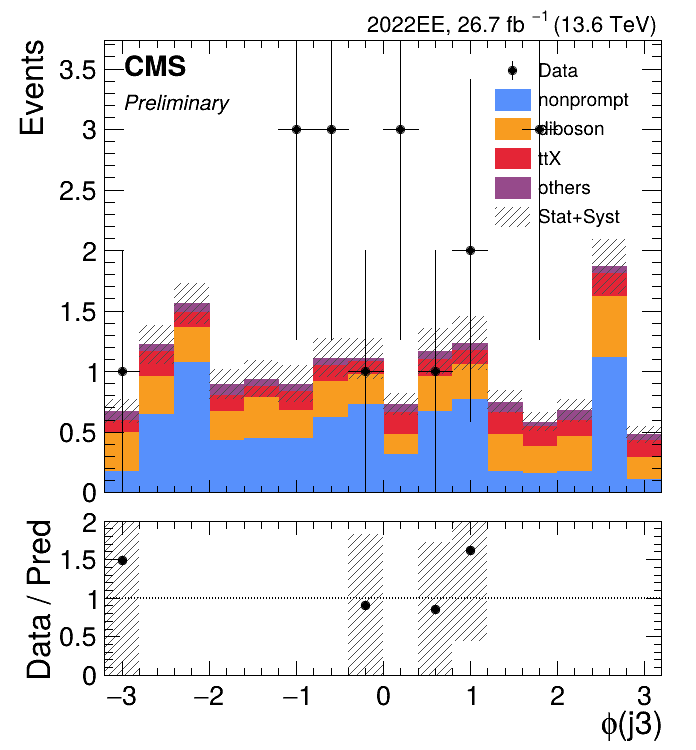 2022EE, 26.7 fb⁻¹ (13.6 TeV)
Events
CMS
Preliminary
Data
nonprompt
diboson
ttX
others
Stat+Syst
3.5
3
2.5
2
1.5
1
0.5
0
Data / Pred
2
1.5
1
0.5
0
−3 −2 −1 0 1 2 3
ϕ(j3)